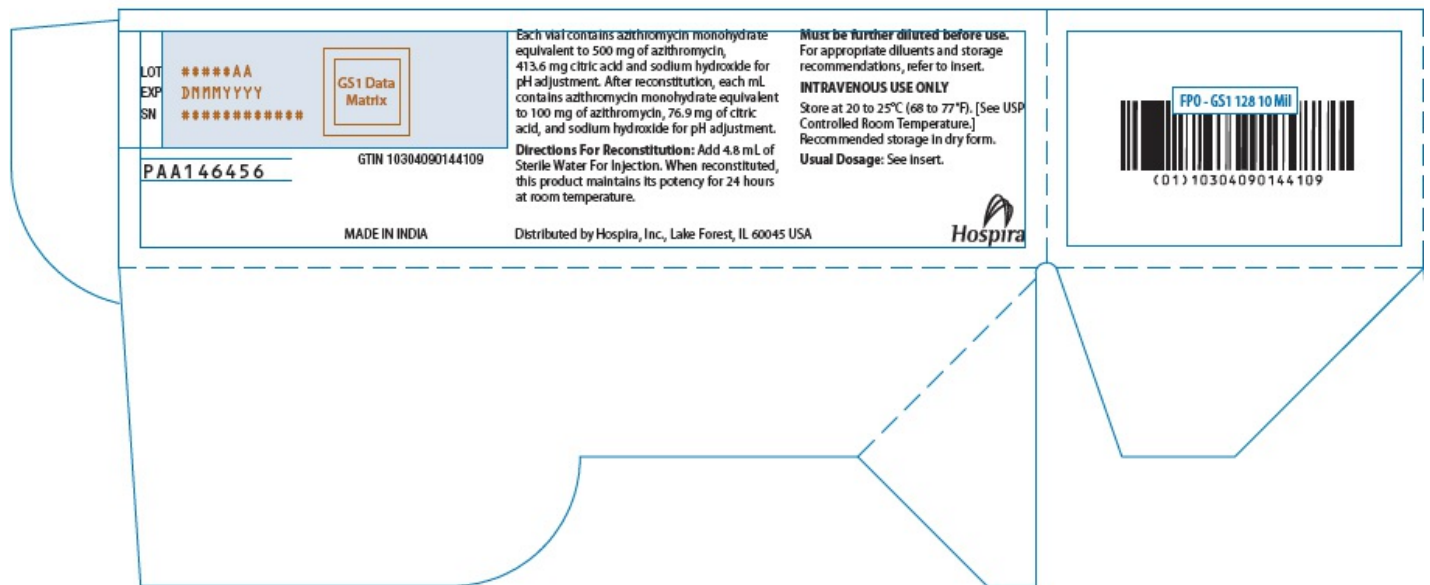 LOT #####AA
EXP DMMMYYYY
SN ############
GS1 Data
Matrix
PAA146456
GTIN 10304090144109
MADE IN INDIA
Each vial contains azithromycin monohydrate
equivalent to 500 mg of azithromycin,
413.6 mg citric acid and sodium hydroxide for
pH adjustment. After reconstitution, each mL
contains azithromycin monohydrate equivalent
to 100 mg of azithromycin, 76.9 mg of citric
acid, and sodium hydroxide for pH adjustment.
Directions For Reconstitution: Add 4.8 mL of
Sterile Water For Injection. When reconstituted,
this product maintains its potency for 24 hours
at room temperature.
Distributed by Hospira, Inc., Lake Forest, IL 60045 USA
Must be further diluted before use.
For appropriate diluents and storage
recommendations, refer to insert.
INTRAVENOUS USE ONLY
Store at 20 to 25°C (68 to 77°F). [See USP
Controlled Room Temperature.]
Recommended storage in dry form.
Usual Dosage: See insert.
Hospira
FPO - GS1 128 10 Mil
(01)10304090144109